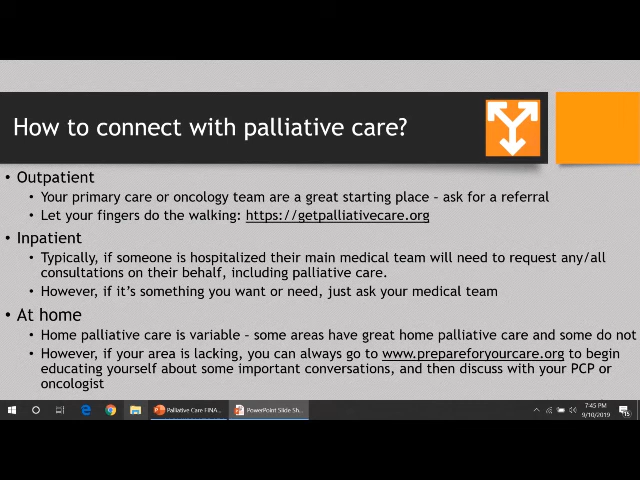 How to connect with palliative care?
• Outpatient
• Your primary care or oncology team are a great starting place – ask for a referral
• Let your fingers do the walking: https://getpalliativecare.org
• Inpatient
• Typically, if someone is hospitalized their main medical team will need to request any/all
consultations on their behalf, including palliative care.
• However, if it's something you want or need, just ask your medical team
• At home
• Home palliative care is variable – some areas have great home palliative care and some do not
• However, if your area is lacking, you can always go to www.prepareforyourcare.org to begin
educating yourself about some important conversations, and then discuss with your PCP or
oncologist
Palliative Care FINA...
PowerPoint Slide Sh...
7:45 PM
9/10/2019
15